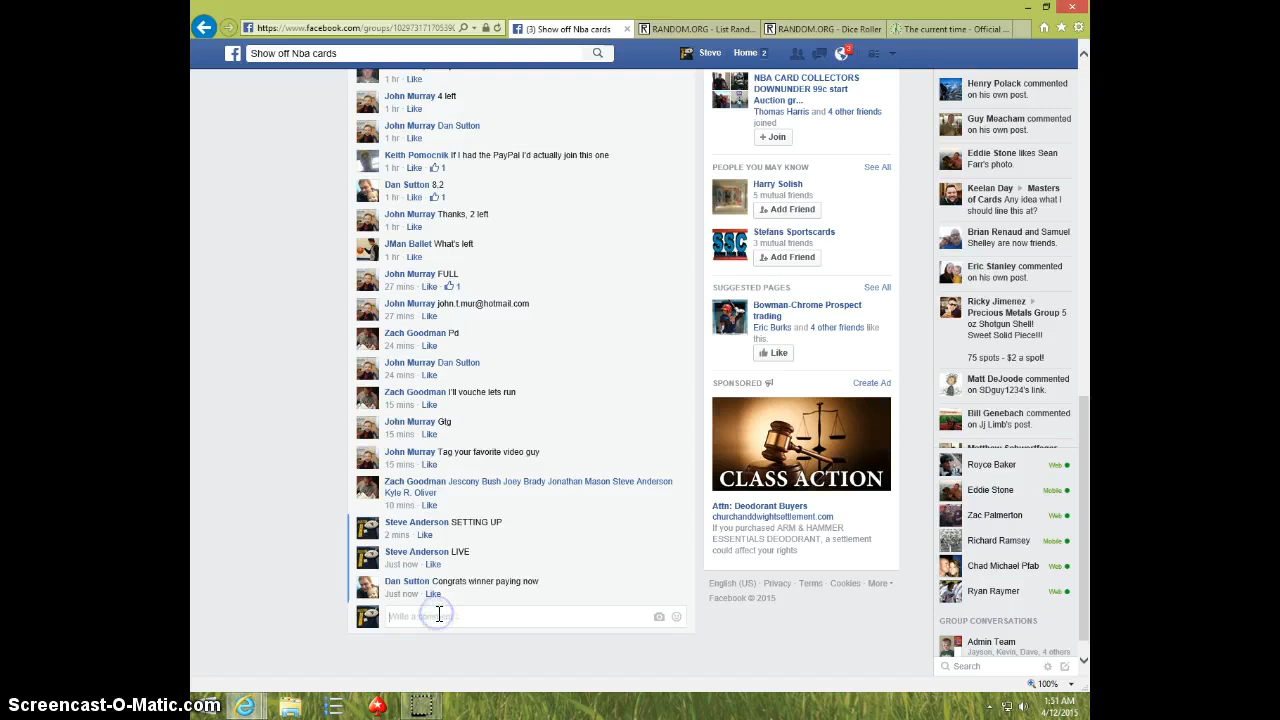 https://www.facebook.com/groups/10297317170539
(3) Show off Nba cards
RANDOM.ORG - List Ran...
RANDOM.ORG - Dice Roller
The current time - Official ...
Show off Nba cards
Steve
Home 2
3
1 hr · Like
John Murray 4 left
1 hr · Like
John Murray Dan Sutton
1 hr · Like
Keith Pomocnik If I had the PayPal I'd actually join this one
1 hr · Like · 1
Dan Sutton 8,2
1 hr · Like · 1
John Murray Thanks, 2 left
1 hr · Like
JMan Ballet What's left
1 hr · Like
John Murray FULL
27 mins · Like · 1
John Murray john.t.mur@hotmail.com
27 mins · Like
Zach Goodman Pd
24 mins · Like
John Murray Dan Sutton
24 mins · Like
Zach Goodman I'll vouche lets run
15 mins · Like
John Murray Gtg
15 mins · Like
John Murray Tag your favorite video guy
15 mins · Like
Zach Goodman Jescony Bush Joey Brady Jonathan Mason Steve Anderson
Kyle R. Oliver
10 mins · Like
Steve Anderson SETTING UP
2 mins · Like
Steve Anderson LIVE
Just now · Like
Dan Sutton Congrats winner paying now
Just now · Like
Write a comment...
NBA CARD COLLECTORS
DOWNUNDER 99c start
Auction gr...
Thomas Harris and 4 other friends
joined
+ Join
PEOPLE YOU MAY KNOW
See All
Harry Solish
5 mutual friends
Add Friend
Stefans Sportscards
3 mutual friends
Add Friend
SSC
SUGGESTED PAGES
See All
Bowman-Chrome Prospect
trading
Eric Burks and 4 other friends like
this.
Like
SPONSORED
Create Ad
CLASS ACTION
Attn: Deodorant Buyers
churchanddwightsettlement.com
If you purchased ARM & HAMMER
ESSENTIALS DEODORANT, a settlement
could affect your rights
English (US) · Privacy · Terms · Cookies · More
Facebook © 2015
Henry Polack commented
on his own post.
Guy Meacham commented
on his own post.
Eddie Stone likes Sean
Farr's photo.
Keelan Day ▸ Masters
of Cards Any idea what I
should line this at?
Brian Renaud and Samuel
Shelley are now friends.
Eric Stanley commented
on his own post.
Ricky Jimenez ▸
Precious Metals Group 5
oz Shotgun Shell!
Sweet Solid Piece!!!
75 spots - $2 a spot!
Matt DeJoode commented
on SDguy1234's link.
Bill Genebach commented
on Jj Limb's post.
Royce Baker Web
Eddie Stone Mobile
Zac Palmerton Web
Richard Ramsey Mobile
Chad Michael Pfab Web
Ryan Raymer Web
GROUP CONVERSATIONS
Admin Team
Jayson, Kevin, Dave, 4 others
Search
100%
1:51 AM
4/12/2015
Screencast-O-Matic.com